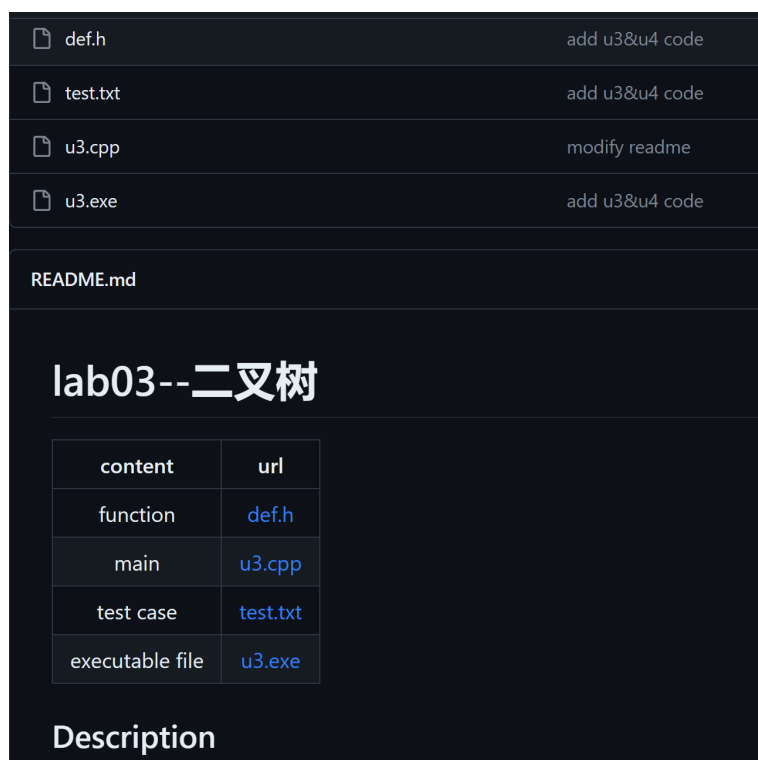 def.h add u3&u4 code
test.txt add u3&u4 code
u3.cpp modify readme
u3.exe add u3&u4 code
README.md
lab03--二叉树
content url
function def.h
main u3.cpp
test case test.txt
executable file u3.exe
Description